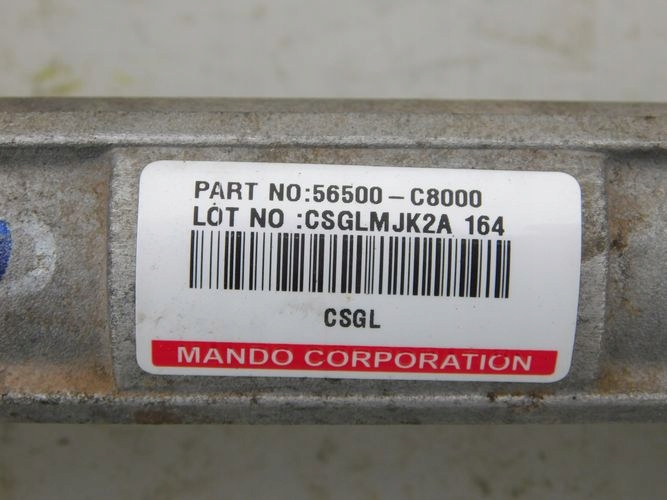 PART NO:56500-C8000
LOT NO :CSGLMJK2A 164
CSGL
MANDO CORPORATION